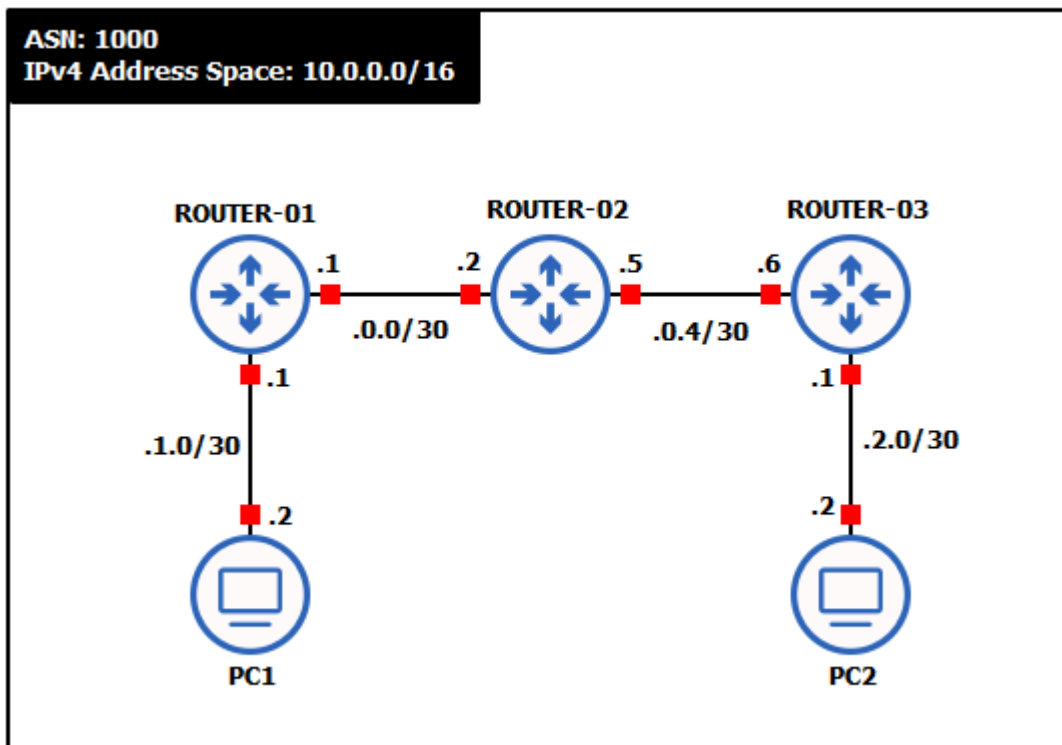 ASN: 1000
IPv4 Address Space: 10.0.0.0/16
ROUTER-01
ROUTER-02
ROUTER-03
.1
.2
.5
.6
.0.0/30
.0.4/30
.1
.1
.1.0/30
.2.0/30
.2
.2
PC1
PC2